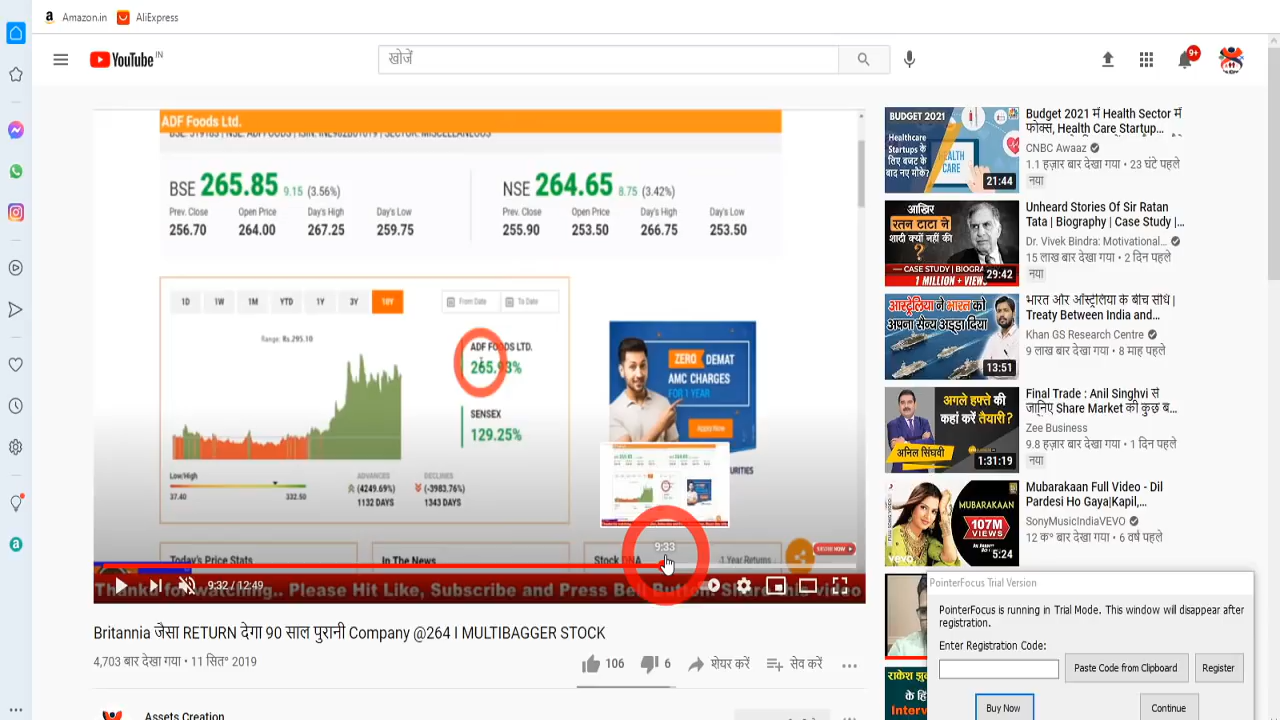 Amazon.in AliExpress
YouTube IN
खोजें
9+
ADF Foods Ltd.
BSE 265.85 9.15 (3.56%)
Prev. Close Open Price Day's High Day's Low
256.70 264.00 267.25 259.75
NSE 264.65 8.75 (3.42%)
Prev. Close Open Price Day's High Day's Low
255.90 253.50 266.75 253.50
1D 1W 1M YTD 1Y 3Y 10Y
From Date To Date
Range: Rs.295.10
ADF FOODS LTD.
265.93%
SENSEX
129.25%
Low/High
37.40 332.50
ADVANCES
(4249.69%)
1132 DAYS
DECLINES
(-3983.76%)
1343 DAYS
ZERO DEMAT
AMC CHARGES
FOR 1 YEAR
Apply Now
Today's Price Stats
In The News
Stock DNA
-1 Year Returns
9:33
SUBSCRIBE NOW
9:32 / 12:49
Please Hit Like, Subscribe and Press Bell Button. Share this video
Britannia जैसा RETURN देगा 90 साल पुरानी Company @264 I MULTIBAGGER STOCK
4,703 बार देखा गया • 11 सित॰ 2019
106 6 शेयर करें सेव करें
Assets Creation
BUDGET 2021
Healthcare
Startups के
लिए बजट के
बाद नए मौके?
HEALTH
CARE
21:44
Budget 2021 में Health Sector में
फोक्स, Health Care Startup...
CNBC Awaaz
1.1 हज़ार बार देखा गया • 23 घंटे पहले
नया
आखिर
रतन टाटा ने
शादी क्यों नहीं की
?
CASE STUDY | BIOGRA
1 MILLION + VIEWS
29:42
Unheard Stories Of Sir Ratan
Tata | Biography | Case Study |...
Dr. Vivek Bindra: Motivational...
15 लाख बार देखा गया • 2 दिन पहले
नया
आस्ट्रेलिया ने भारत को
अपना सैन्य अड्डा दिया
13:51
भारत और ऑस्ट्रेलिया के बीच संधि |
Treaty Between India and...
Khan GS Research Centre
9 लाख बार देखा गया • 8 माह पहले
अगले हफ्ते की
कहां करें तैयारी?
अनिल सिंघवी
1:31:19
Final Trade : Anil Singhvi से
जानिए Share Market की कुछ ब...
Zee Business
9.8 हज़ार बार देखा गया • 1 दिन पहले
नया
MUBARAKAN
107M
VIEWS
vevo
5:24
Mubarakaan Full Video - Dil
Pardesi Ho Gaya|Kapil,...
SonyMusicIndiaVEVO
12 क॰ बार देखा गया • 6 वर्ष पहले
PointerFocus Trial Version
PointerFocus is running in Trial Mode. This window will disappear after
registration.
Enter Registration Code:
Paste Code from Clipboard Register
Buy Now Continue
राकेश झुन
के हि
Interv